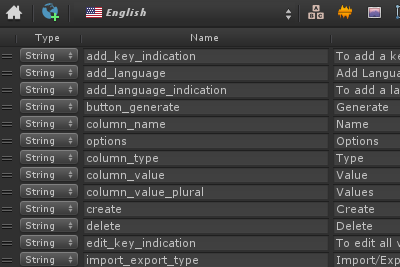 English
Type Name
String add_key_indication To add a k
String add_language Add Langua
String add_language_indication To add a la
String button_generate Generate
String column_name Name
String options Options
String column_type Type
String column_value Value
String column_value_plural Values
String create Create
String delete Delete
String edit_key_indication To edit all v
String import_export_type Import/Exp